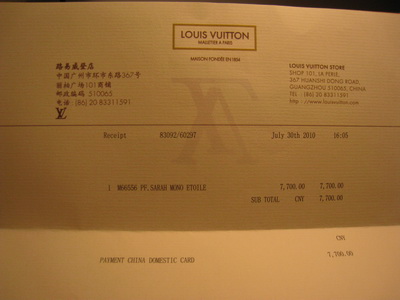 LOUIS VUITTON
MALLETIER A PARIS
MAISON FONDÉE EN 1854
路易威登店
中国广州市环市东路367号
丽柏广场101商铺
邮政编码 510065
电话 (86) 20 83311391
LV
LOUIS VUITTON STORE
SHOP 101, LA PERLE,
367 HUANSHI DONG ROAD,
GUANGZHOU 510065, CHINA
TEL : (86) 20 83311391
http : //www.louisvuitton.com
Receipt 83092/60297 July 30th 2010 16:05
1 M66556 PF.SARAH MONO ETOILE 7,700.00 7,700.00
SUB TOTAL CNY 7,700.00
CNY
PAYMENT CHINA DOMESTIC CARD 7,700.00